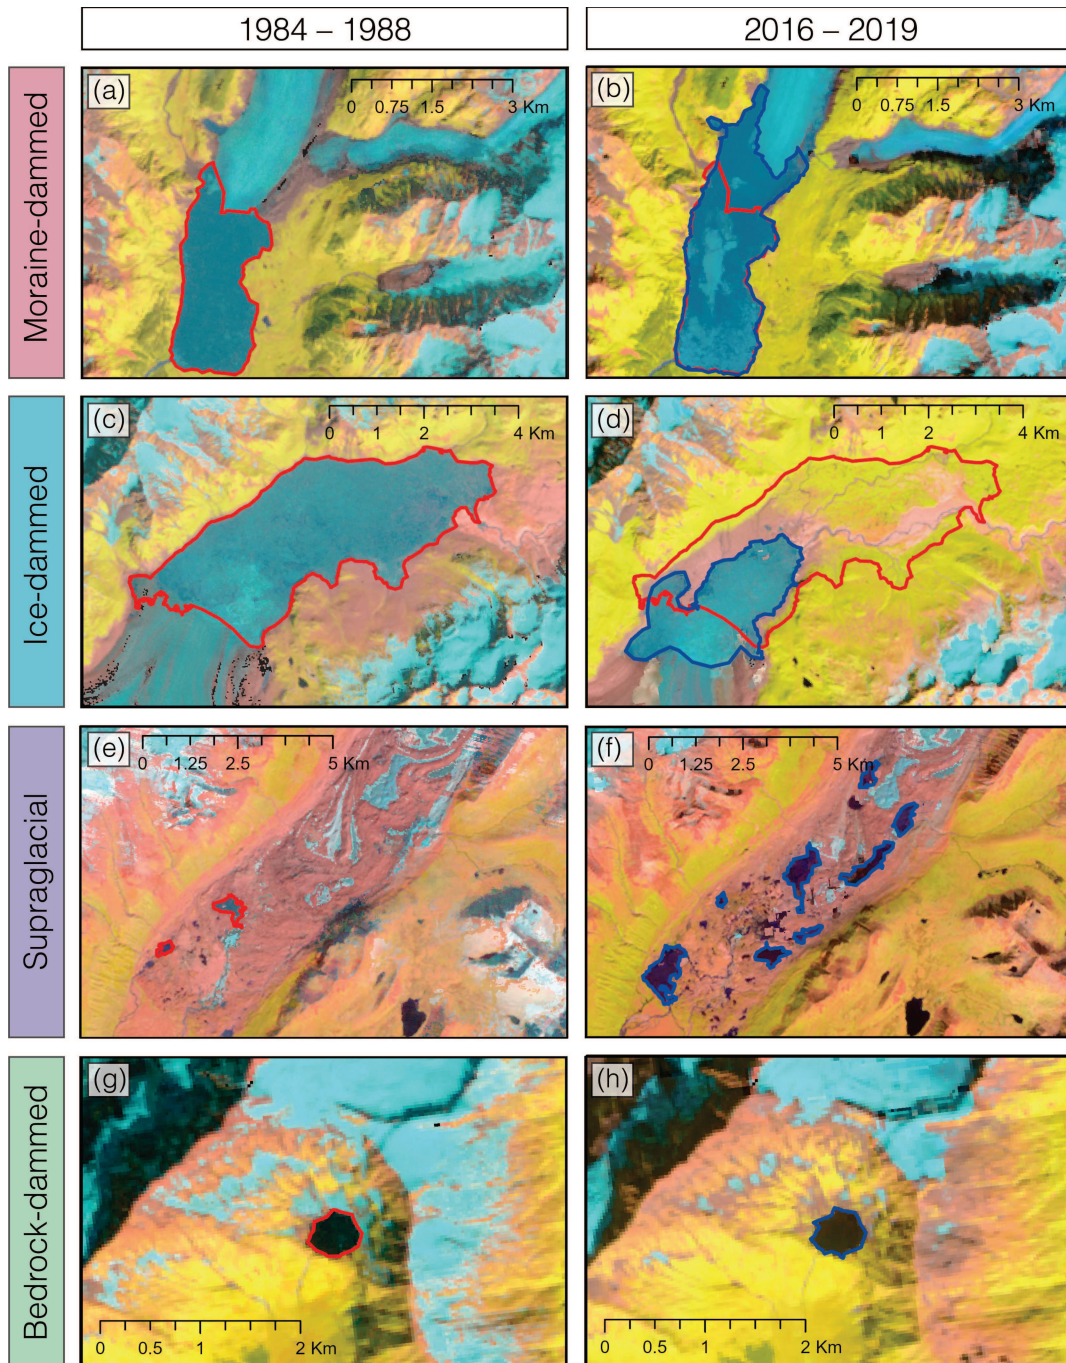 1984 – 1988
2016 – 2019
Moraine-dammed
(a)
0 0.75 1.5 3 Km
(b)
0 0.75 1.5 3 Km
Ice-dammed
(c)
0 1 2 4 Km
(d)
0 1 2 4 Km
Supraglacial
(e)
0 1.25 2.5 5 Km
(f)
0 1.25 2.5 5 Km
Bedrock-dammed
(g)
0 0.5 1 2 Km
(h)
0 0.5 1 2 Km